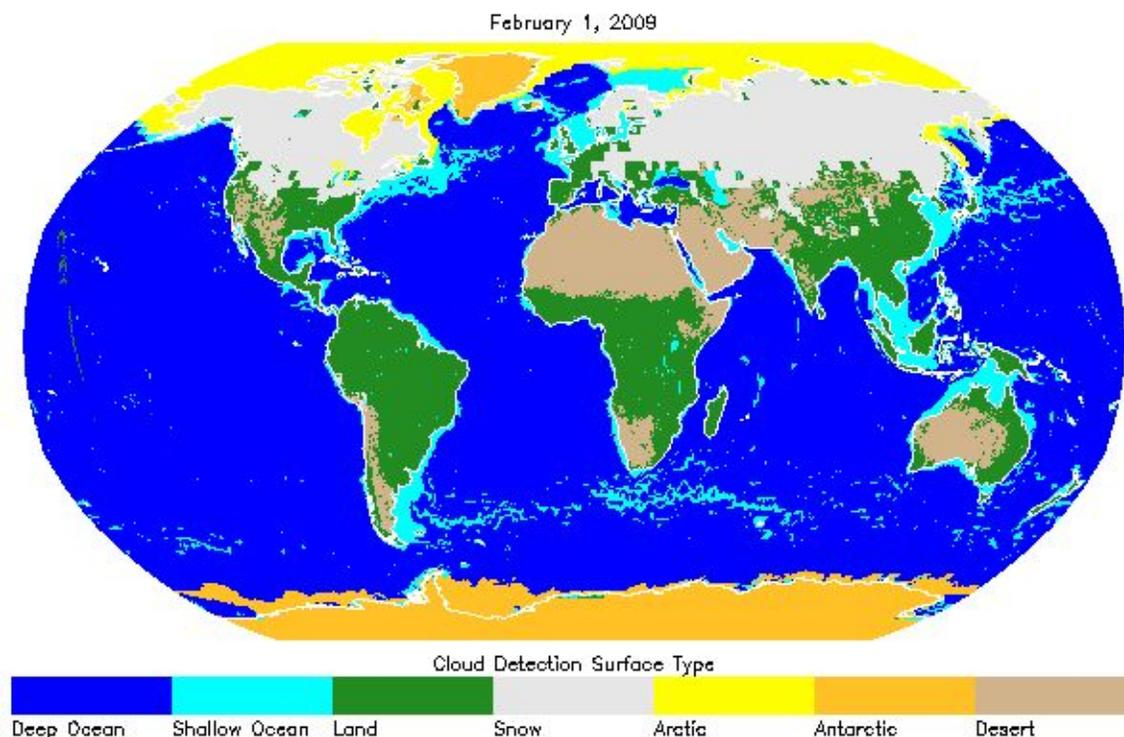 February 1, 2009
Cloud Detection Surface Type
Deep Ocean Shallow Ocean Land Snow Arctic Antarctic Desert